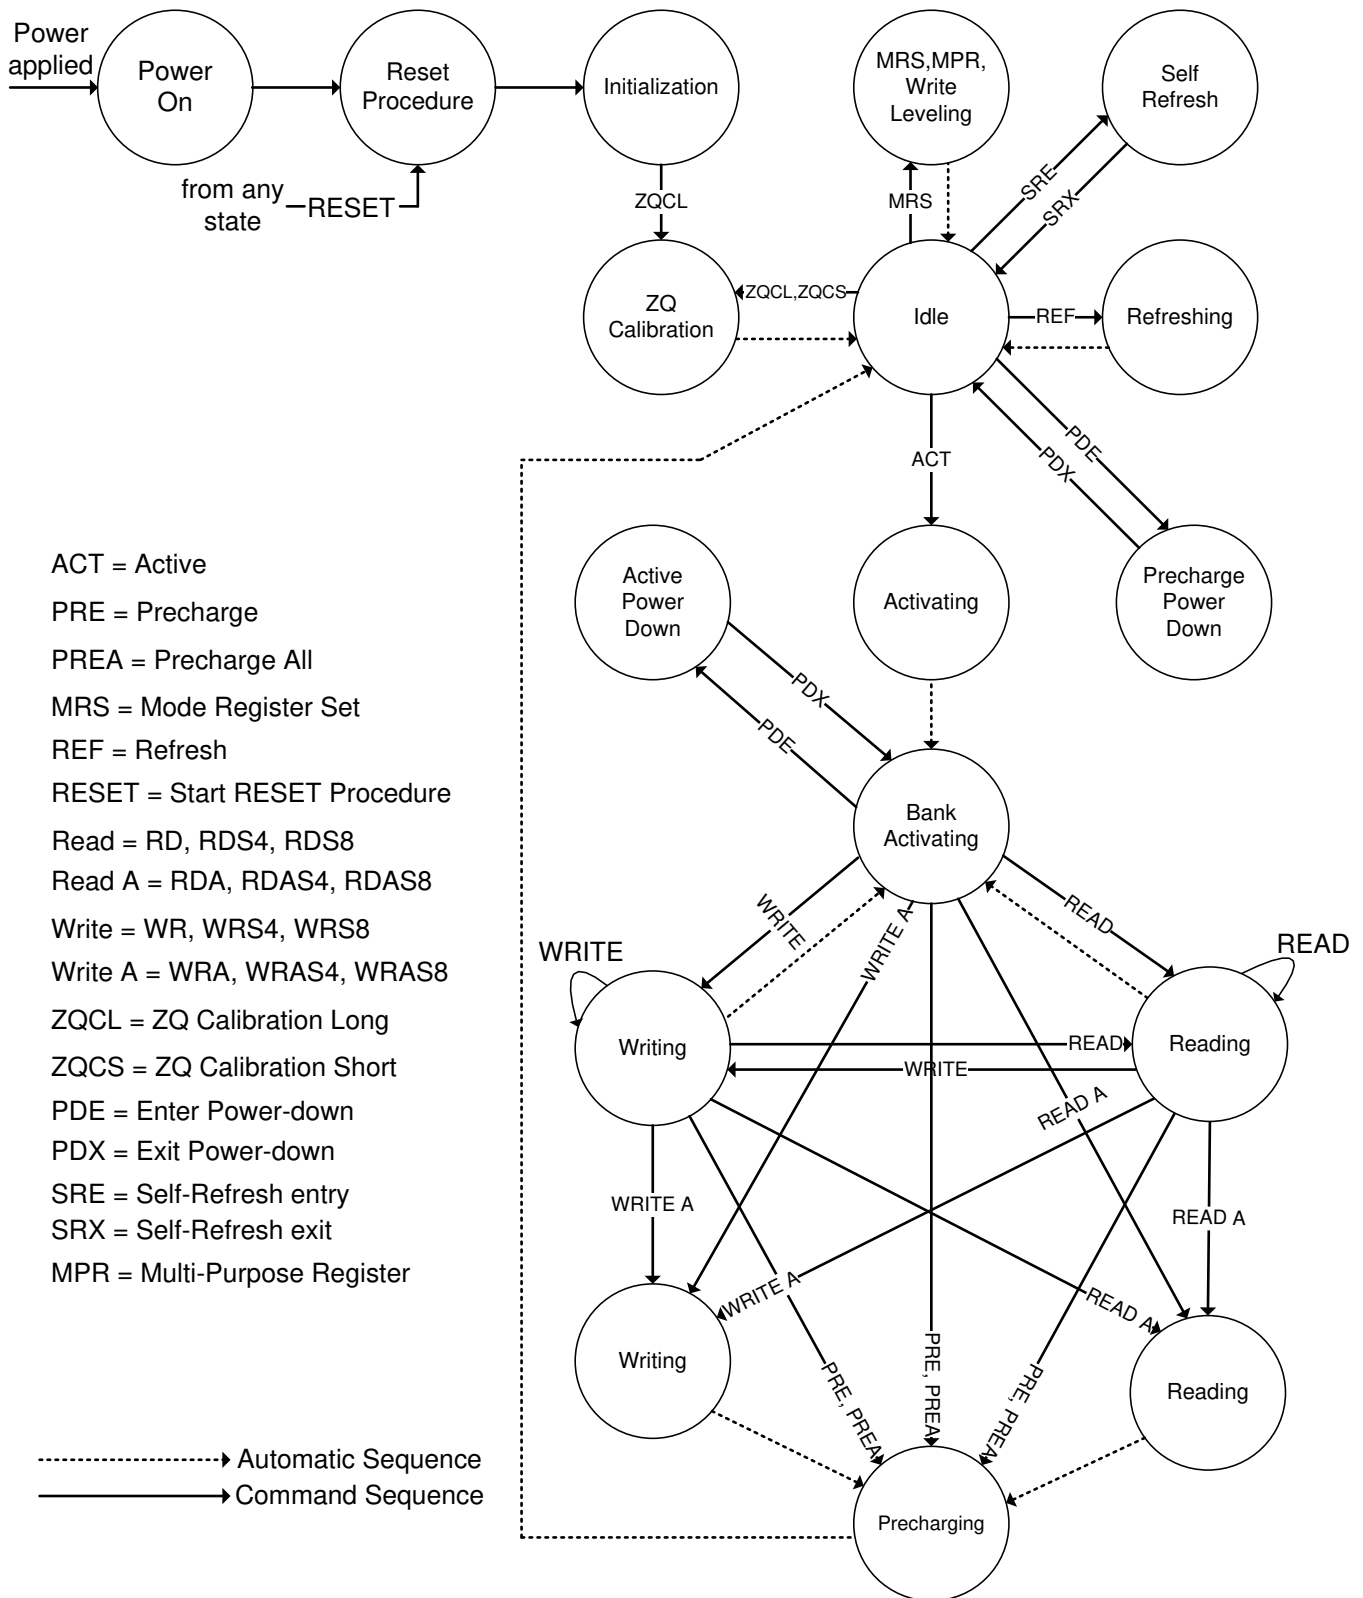 Power
applied
Power
On
Reset
Procedure
Initialization
MRS,MPR,
Write
Leveling
Self
Refresh
from any
state
RESET
ZQCL
MRS
SRE
SRX
ZQ
Calibration
ZQCL,ZQCS
Idle
REF
Refreshing
ACT
PDE
PDX
Active
Power
Down
Activating
Precharge
Power
Down
PDX
PDE
Bank
Activating
ACT = Active
PRE = Precharge
PREA = Precharge All
MRS = Mode Register Set
REF = Refresh
RESET = Start RESET Procedure
Read = RD, RDS4, RDS8
Read A = RDA, RDAS4, RDAS8
Write = WR, WRS4, WRS8
Write A = WRA, WRAS4, WRAS8
ZQCL = ZQ Calibration Long
ZQCS = ZQ Calibration Short
PDE = Enter Power-down
PDX = Exit Power-down
SRE = Self-Refresh entry
SRX = Self-Refresh exit
MPR = Multi-Purpose Register
WRITE
WRITE A
READ
WRITE
READ
Writing
READ
Reading
WRITE
READ A
WRITE A
READ A
WRITE A
READ A
Writing
PRE, PREA
PRE, PREA
PRE, PREA
Reading
Automatic Sequence
Command Sequence
Precharging